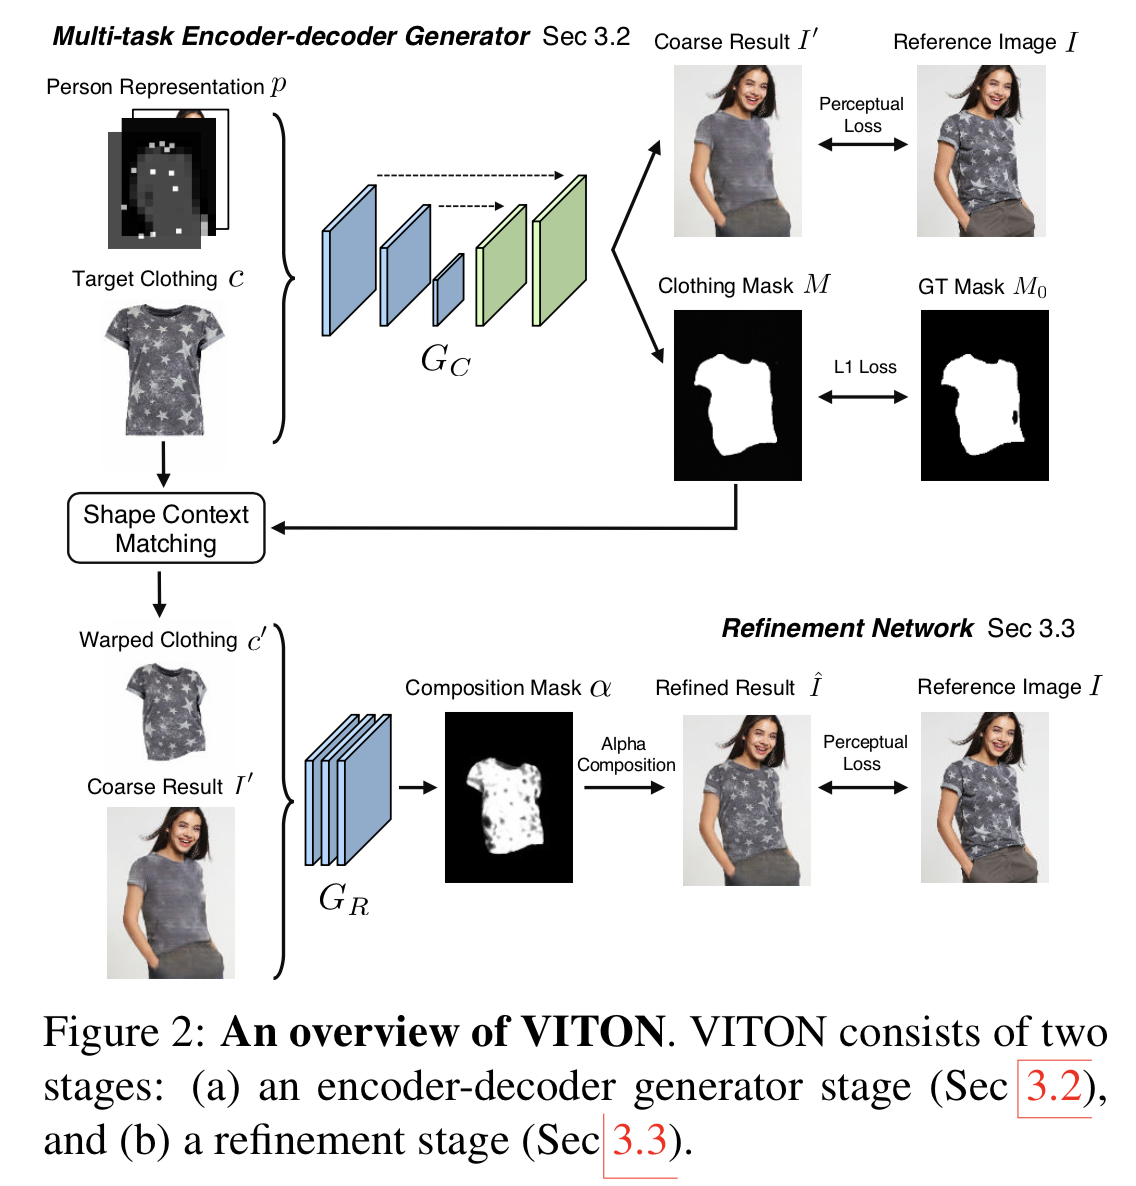 Multi-task Encoder-decoder Generator Sec 3.2
Person Representation p
Coarse Result I′
Reference Image I
Perceptual
Loss
Target Clothing c
G_C
Clothing Mask M
GT Mask M_0
L1 Loss
Shape Context
Matching
Refinement Network Sec 3.3
Warped Clothing c′
Coarse Result I′
G_R
Composition Mask α
Alpha
Composition
Refined Result Î
Perceptual
Loss
Reference Image I
Figure 2: An overview of VITON. VITON consists of two
stages: (a) an encoder-decoder generator stage (Sec 3.2),
and (b) a refinement stage (Sec 3.3).